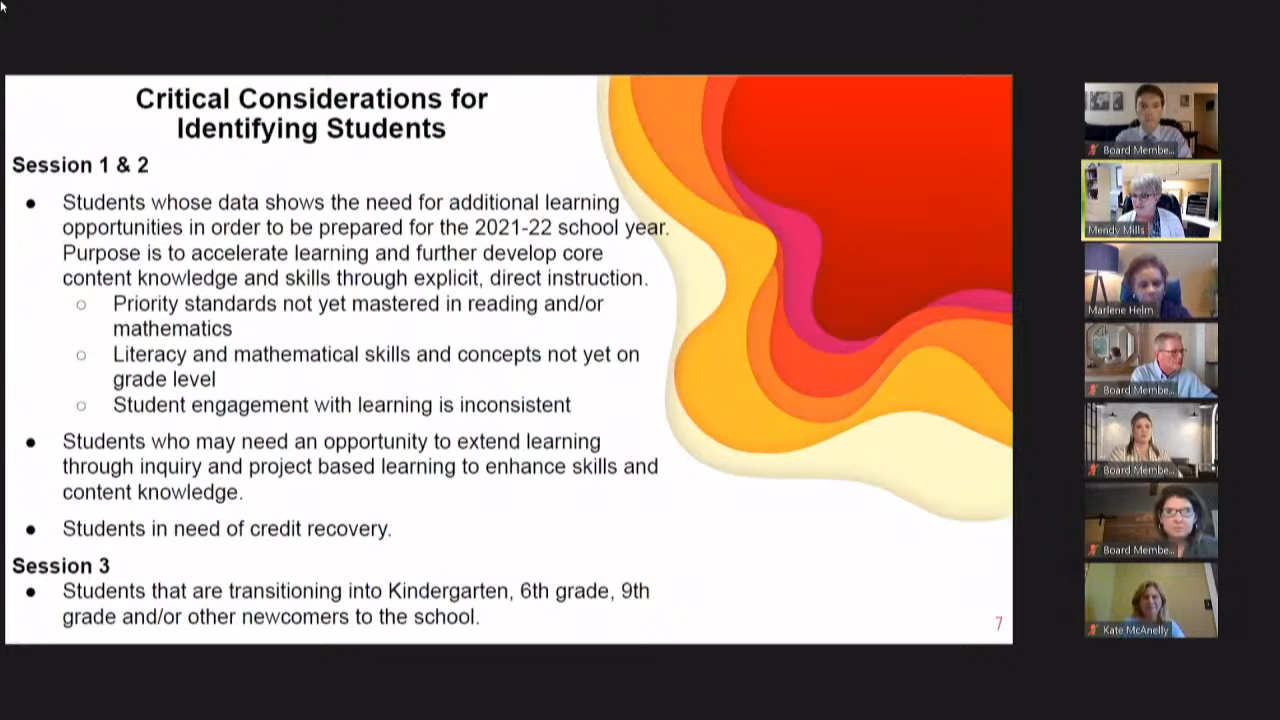 Critical Considerations for
Identifying Students
Session 1 & 2
● Students whose data shows the need for additional learning
opportunities in order to be prepared for the 2021-22 school year.
Purpose is to accelerate learning and further develop core
content knowledge and skills through explicit, direct instruction.
○ Priority standards not yet mastered in reading and/or
mathematics
○ Literacy and mathematical skills and concepts not yet on
grade level
○ Student engagement with learning is inconsistent
● Students who may need an opportunity to extend learning
through inquiry and project based learning to enhance skills and
content knowledge.
● Students in need of credit recovery.
Session 3
● Students that are transitioning into Kindergarten, 6th grade, 9th
grade and/or other newcomers to the school.
7
Board Membe...
Mendy Mills
Marlene Helm
Board Membe...
Board Membe...
Board Membe...
Kate McAnelly